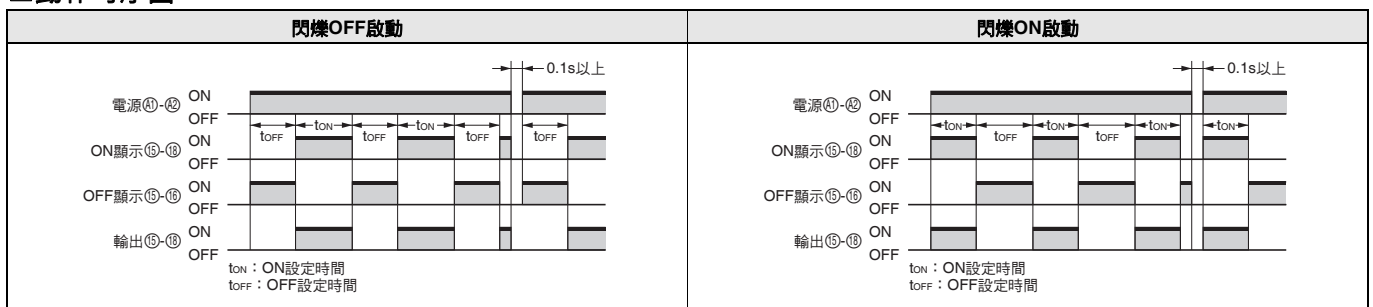 閃爍OFF啟動
0.1s以上
電源Ⓐ1-Ⓐ2 ON
OFF
tOFF tON tOFF tON tOFF tOFF
ON顯示⑮-⑱ ON
OFF
OFF顯示⑮-⑯ ON
OFF
輸出⑮-⑱ ON
OFF
tON：ON設定時間
tOFF：OFF設定時間
閃爍ON啟動
0.1s以上
電源Ⓐ1-Ⓐ2 ON
OFF
tON tOFF tON tOFF tON tON
ON顯示⑮-⑱ ON
OFF
OFF顯示⑮-⑯ ON
OFF
輸出⑮-⑱ ON
OFF
tON：ON設定時間
tOFF：OFF設定時間